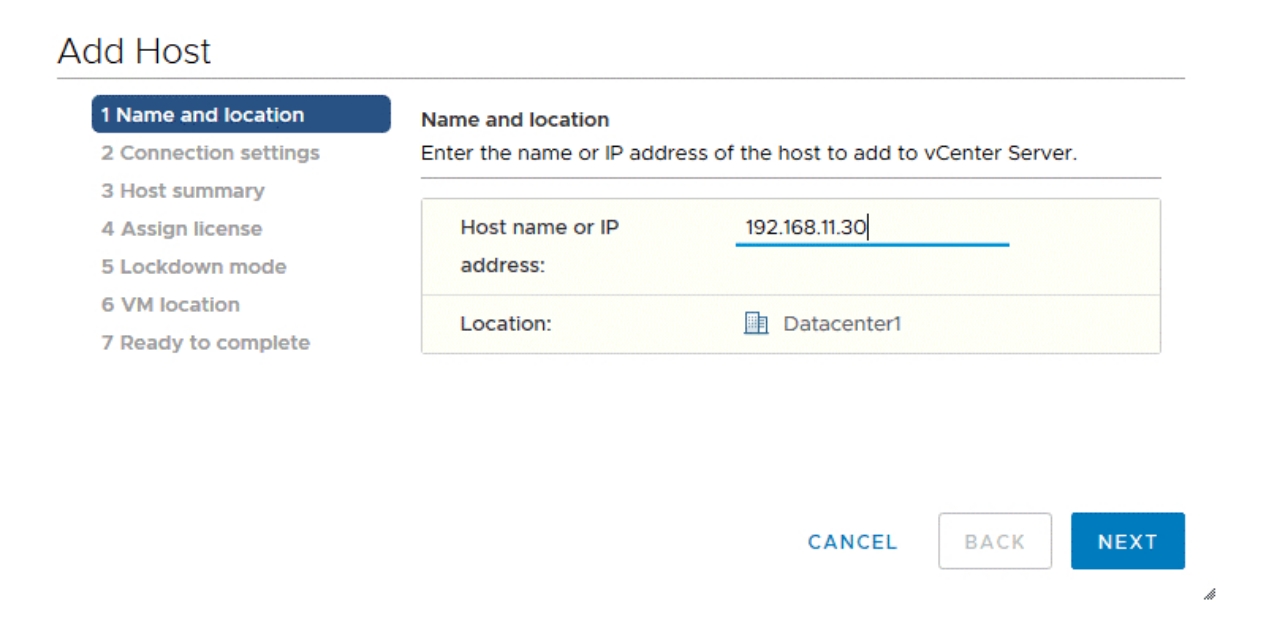 Add Host
1 Name and location
2 Connection settings
3 Host summary
4 Assign license
5 Lockdown mode
6 VM location
7 Ready to complete
Name and location
Enter the name or IP address of the host to add to vCenter Server.
Host name or IP
address:
192.168.11.30
Location:
Datacenter1
CANCEL
BACK
NEXT